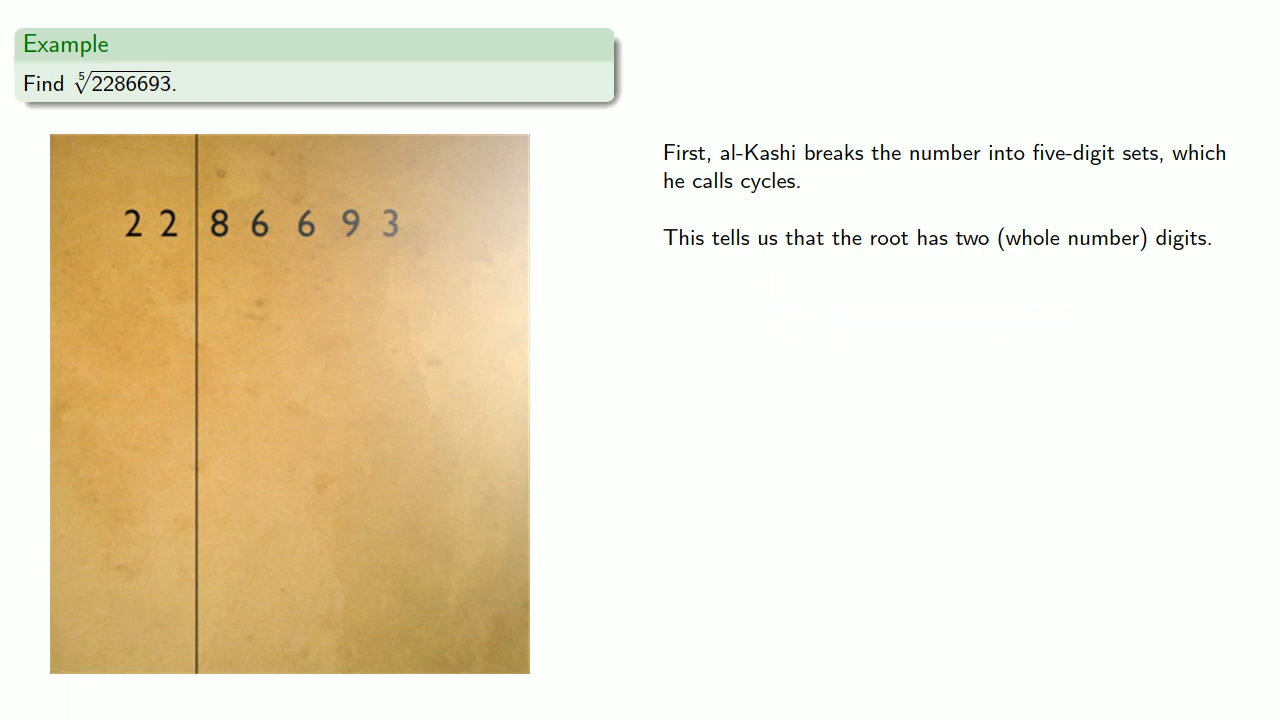 Example
Find ⁵√2286693.
2 2 8 6 6 9 3
First, al-Kashi breaks the number into five-digit sets, which
he calls cycles.
This tells us that the root has two (whole number) digits.